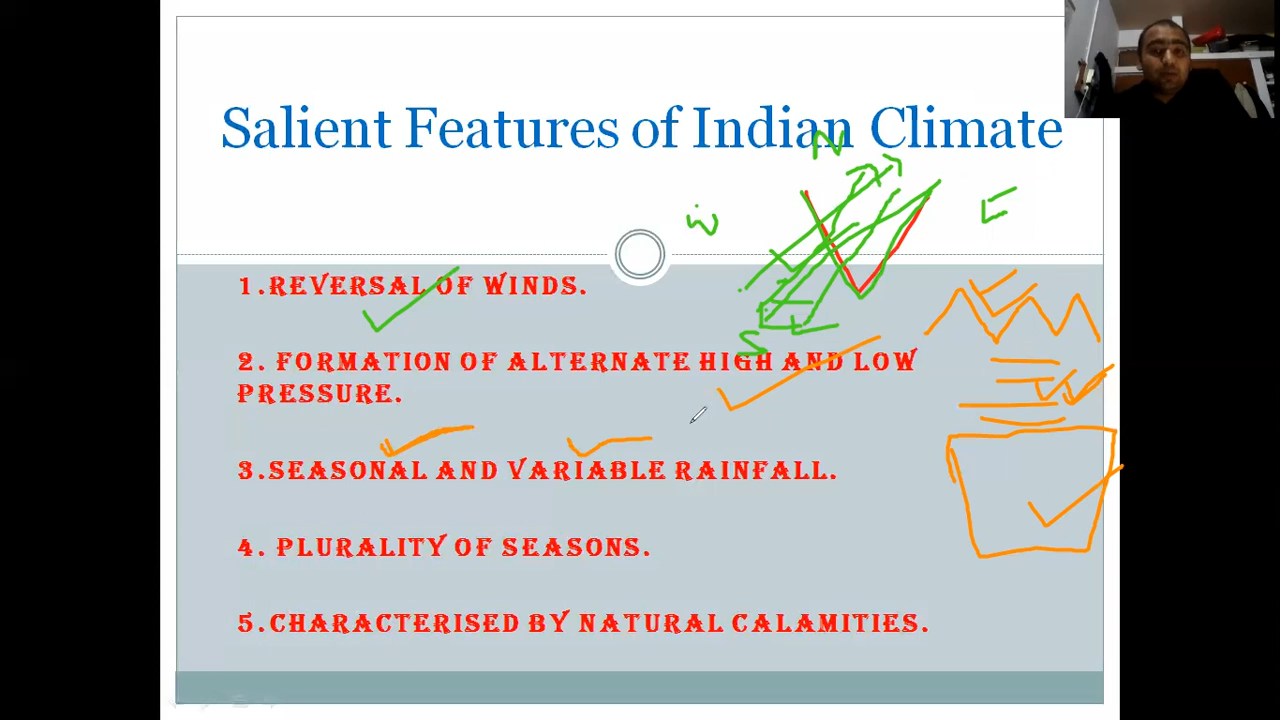 Salient Features of Indian Climate
N
W
E
S
1.REVERSAL OF WINDS.
2. FORMATION OF ALTERNATE HIGH AND LOW
PRESSURE.
3.SEASONAL AND VARIABLE RAINFALL.
4. PLURALITY OF SEASONS.
5.CHARACTERISED BY NATURAL CALAMITIES.